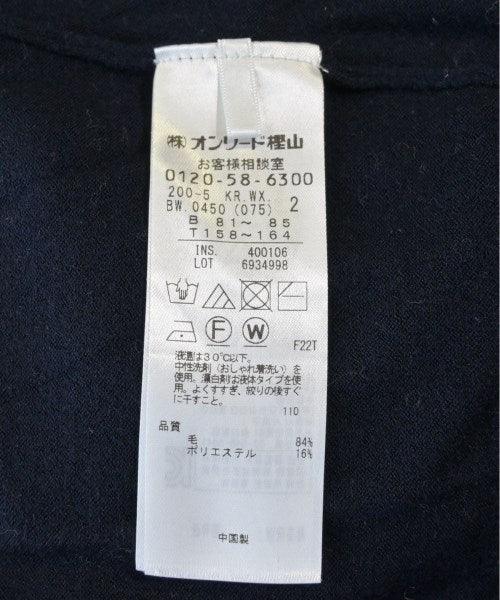 (株)オンワード樫山
お客様相談室
0120-58-6300
200-5 KR.WX.
BW.0450 (075) 2
B 81～ 85
T 158～164
INS. 400106
LOT 6934998
F W
F22T
液温は30℃以下。
中性洗剤(おしゃれ着洗い)を
使用。漂白剤は液体タイプを使
用。よくすすぎ、絞りの後すぐ
に干すこと。
110
品質
毛 84%
ポリエステル 16%
中国製